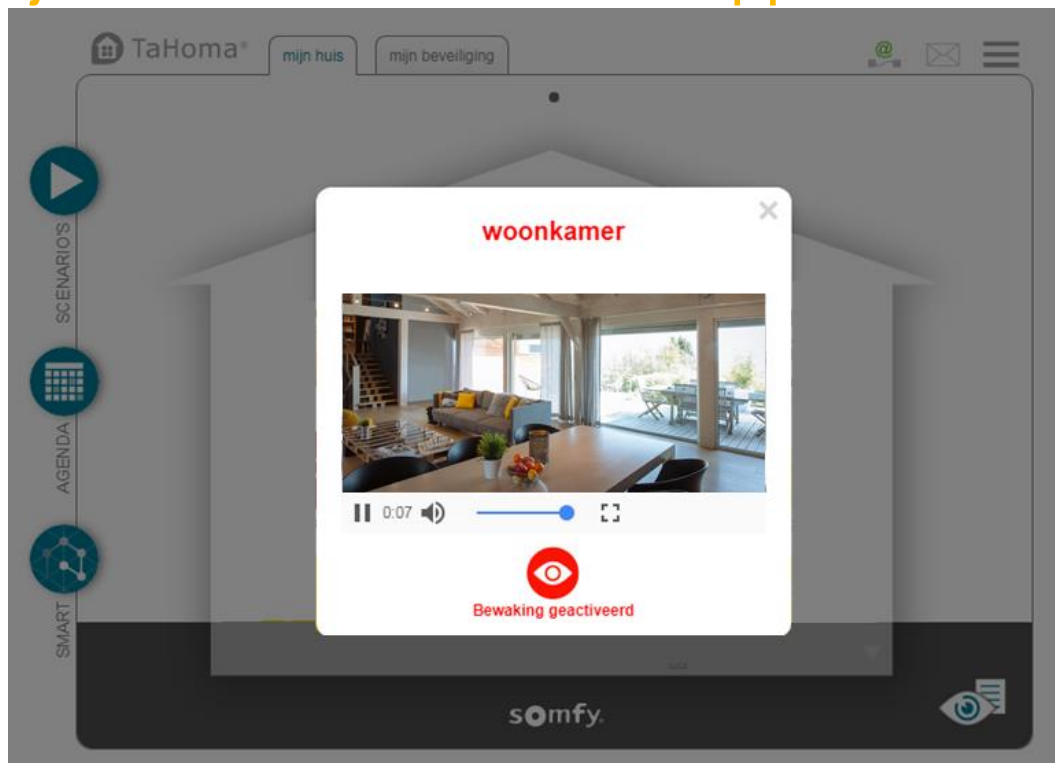 TaHoma®
mijn huis
mijn beveiliging
@
SCENARIO'S
AGENDA
SMART
woonkamer
0:07
Bewaking geactiveerd
somfy.